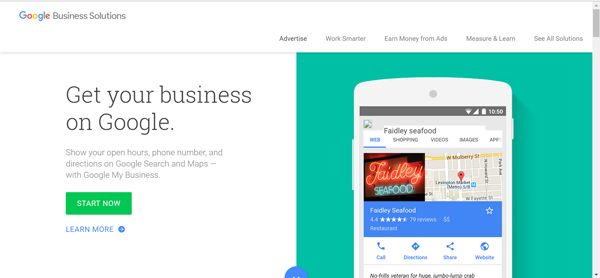 Google Business Solutions
Advertise Work Smarter Earn Money from Ads Measure & Learn See All Solutions
Get your business
on Google.
Show your open hours, phone number, and
directions on Google Search and Maps —
with Google My Business.
START NOW
LEARN MORE
10:50
Faidley seafood
WEB SHOPPING VIDEOS IMAGES APP
Faidley
SEAFOOD
W Mulberry St
Lexington
Market
(Metro)
W Fayette St
Faidley Seafood
4.4 79 reviews · $$
Restaurant
Call Directions Share Website
No-frills veteran for huge, jumbo-lump crab